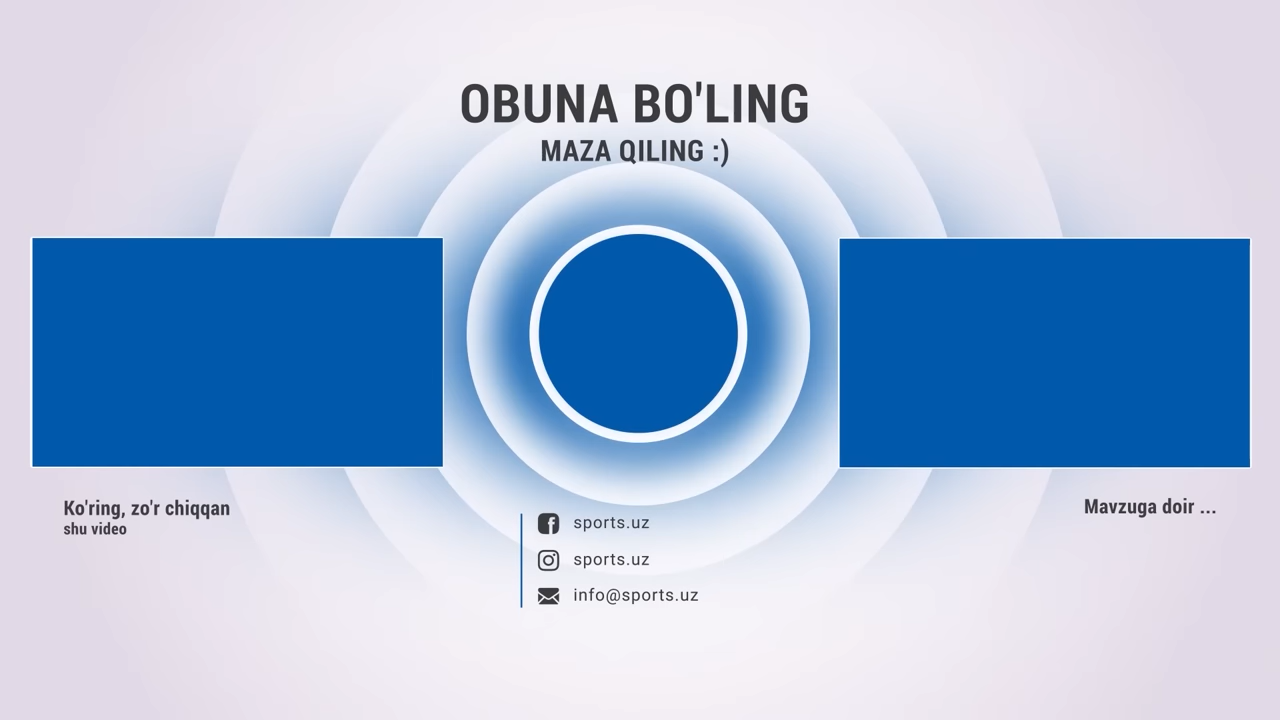 OBUNA BO'LING
MAZA QILING :)
Ko'ring, zo'r chiqqan
shu video
Mavzuga doir ...
sports.uz
sports.uz
info@sports.uz